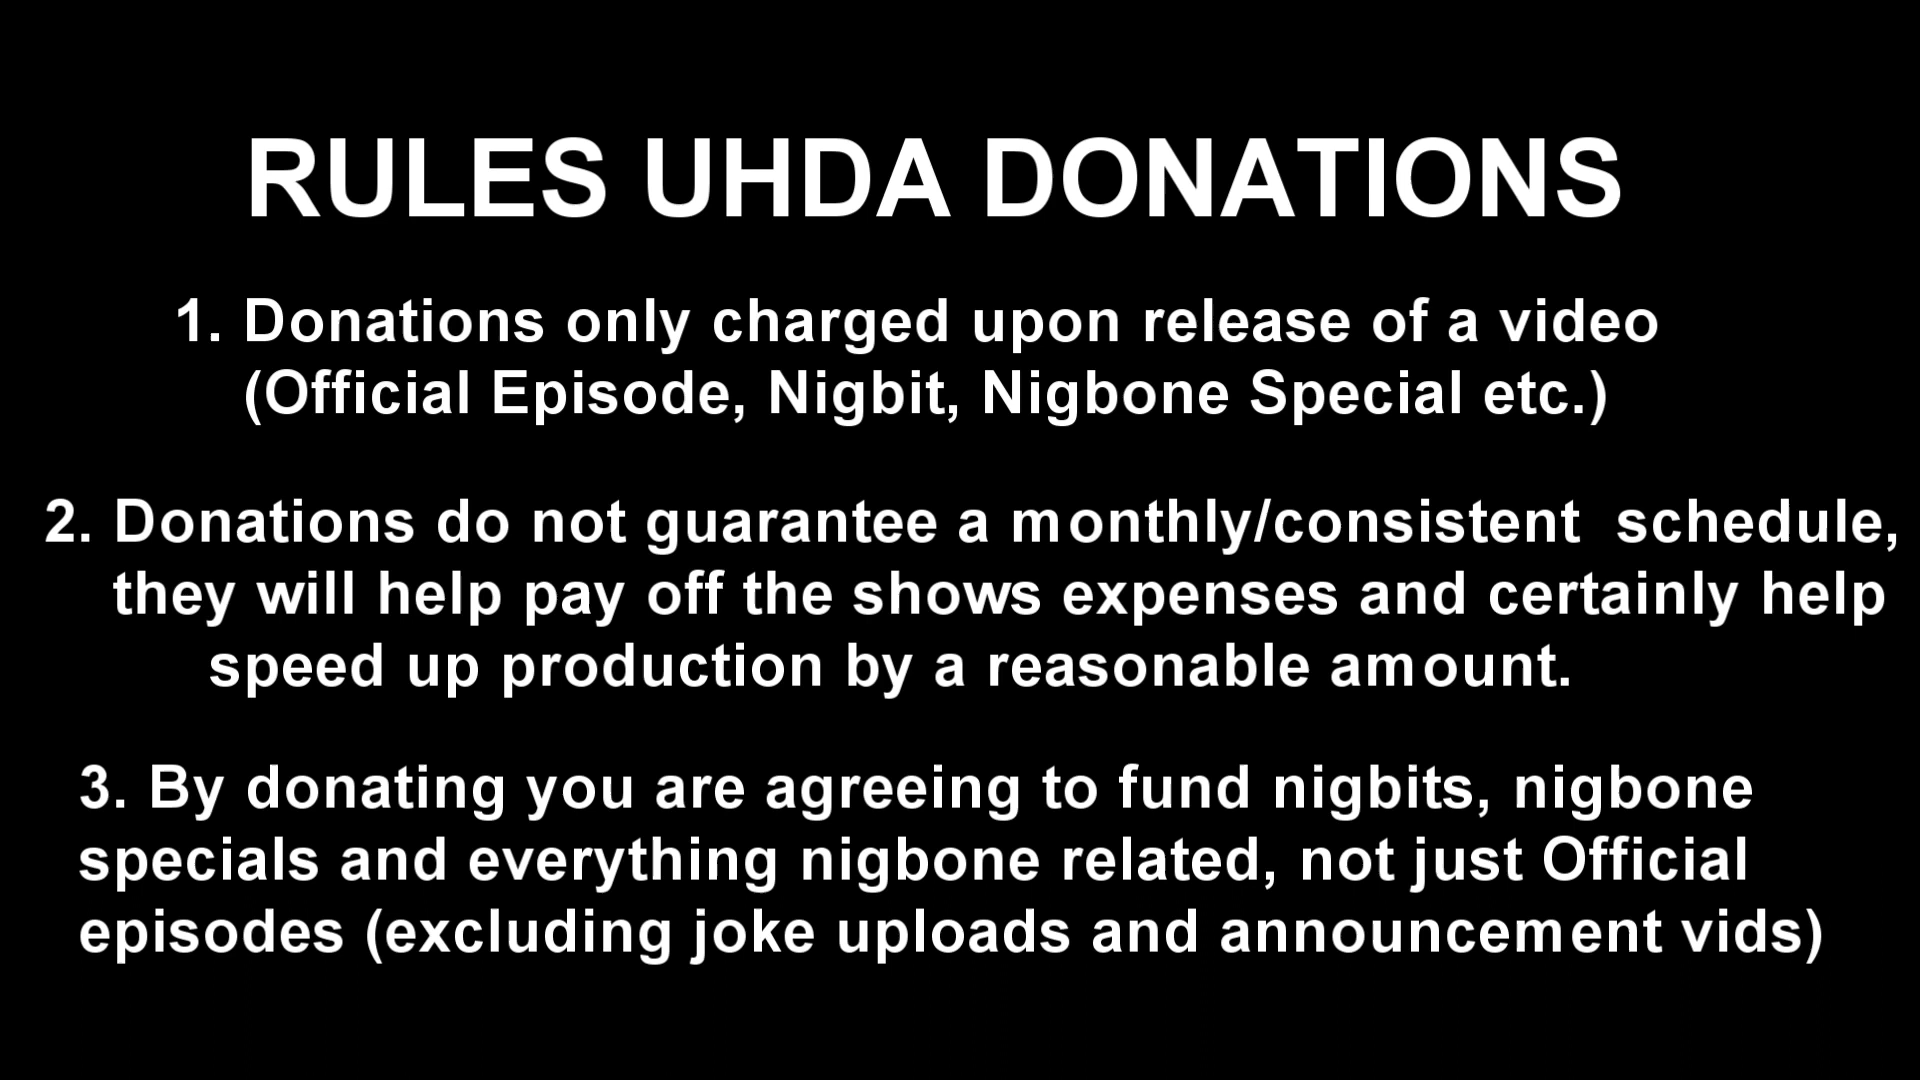 RULES UHDA DONATIONS
1. Donations only charged upon release of a video
(Official Episode, Nigbit, Nigbone Special etc.)
2. Donations do not guarantee a monthly/consistent schedule,
they will help pay off the shows expenses and certainly help
speed up production by a reasonable amount.
3. By donating you are agreeing to fund nigbits, nigbone
specials and everything nigbone related, not just Official
episodes (excluding joke uploads and announcement vids)